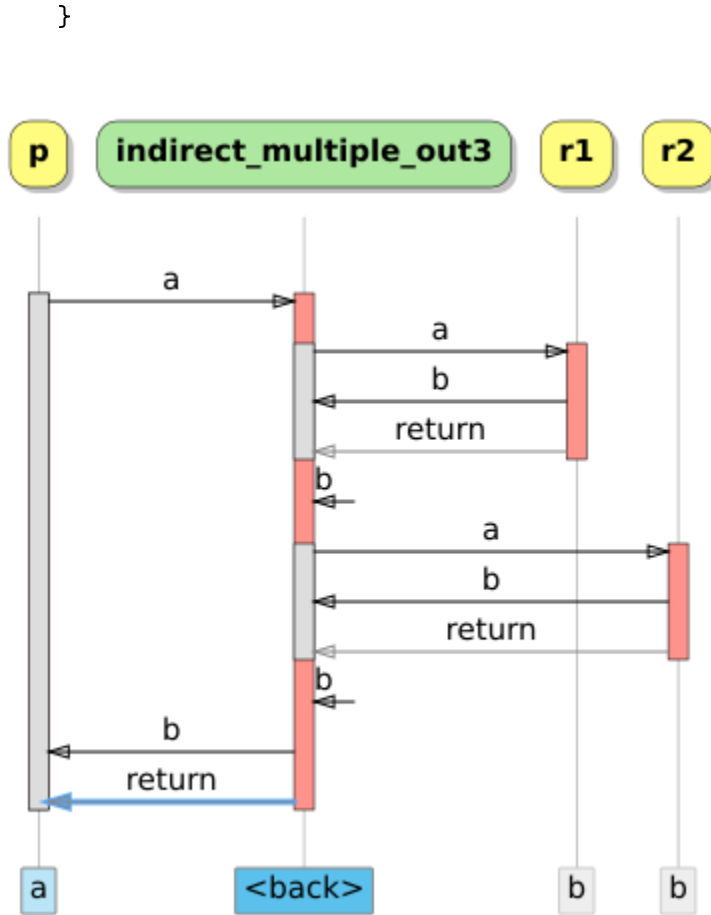 }
p indirect_multiple_out3 r1 r2
a
a
b
return
b
a
b
return
b
b
return
a <back> b b